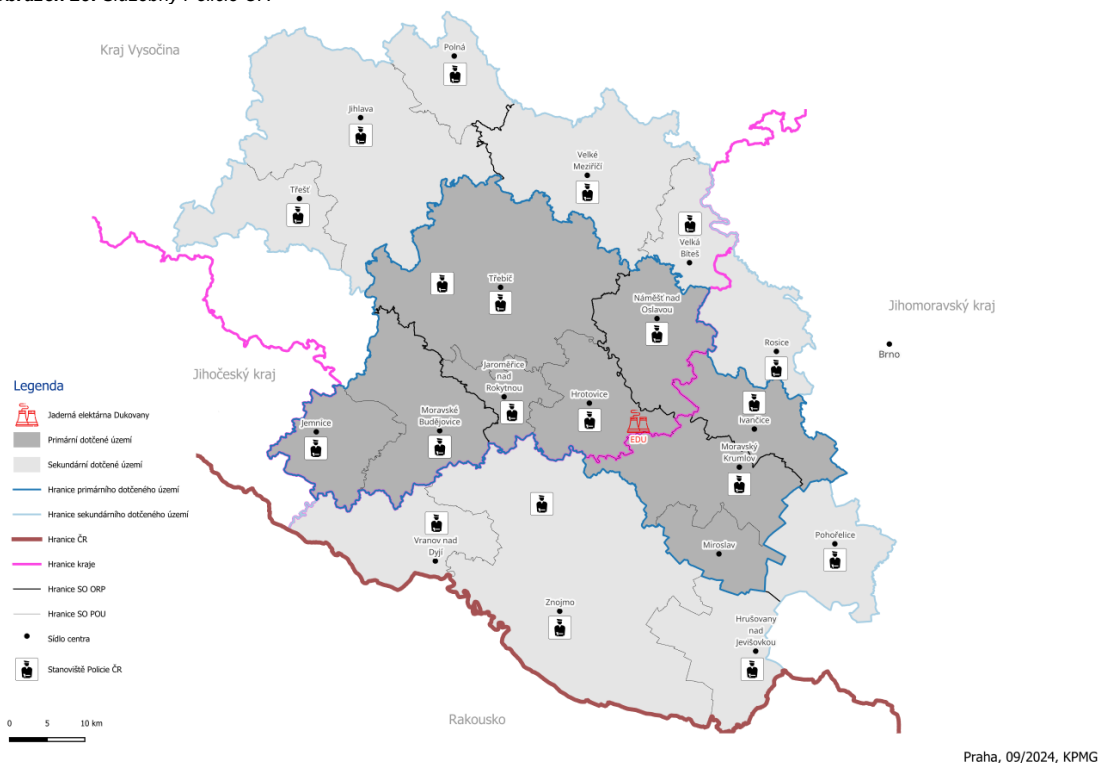 Kraj Vysočina
Polná
Jihlava
Velké
Meziříčí
Třešť
Velká
Bíteš
Třebíč
Náměšť nad
Oslavou
Jihomoravský kraj
Brno
Rosice
Jihočeský kraj
Jaroměřice
nad
Rokytnou
Hrotovice
Jemnice
Moravské
Budějovice
EDU
Ivančice
Moravský
Krumlov
Vranov nad
Dyjí
Miroslav
Pohořelice
Znojmo
Hrušovany
nad
Jevišovkou
Rakousko
Legenda
Jaderná elektárna Dukovany
Primární dotčené území
Sekundární dotčené území
Hranice primárního dotčeného území
Hranice sekundárního dotčeného území
Hranice ČR
Hranice kraje
Hranice SO ORP
Hranice SO POU
Sídlo centra
Stanoviště Policie ČR
0 5 10 km
Praha, 09/2024, KPMG